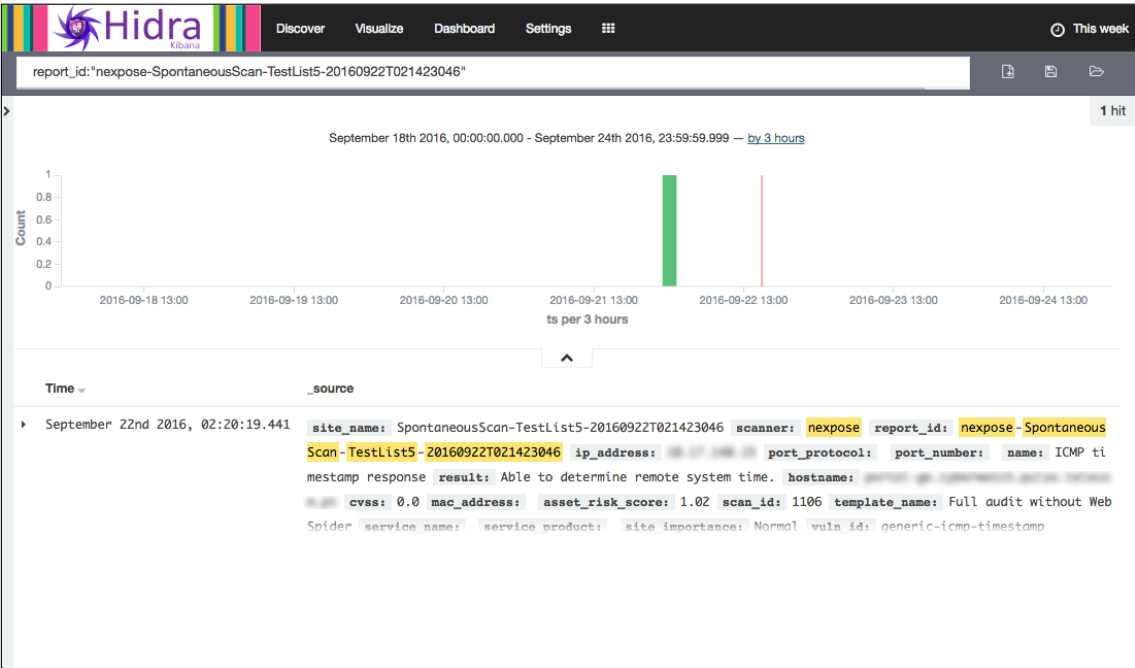 Hidra
Kibana
Discover Visualize Dashboard Settings This week
report_id:"nexpose-SpontaneousScan-TestList5-20160922T021423046"
1 hit
September 18th 2016, 00:00:00.000 - September 24th 2016, 23:59:59.999 — by 3 hours
1
0.8
0.6
0.4
0.2
0
Count
2016-09-18 13:00 2016-09-19 13:00 2016-09-20 13:00 2016-09-21 13:00 2016-09-22 13:00 2016-09-23 13:00 2016-09-24 13:00
ts per 3 hours
Time _source
September 22nd 2016, 02:20:19.441 site_name: SpontaneousScan-TestList5-20160922T021423046 scanner: nexpose report_id: nexpose-Spontaneous
Scan-TestList5-20160922T021423046 ip_address: port_protocol: port_number: name: ICMP ti
mestamp response result: Able to determine remote system time. hostname:
cvss: 0.0 mac_address: asset_risk_score: 1.02 scan_id: 1106 template_name: Full audit without Web
Spider service_name: service_product: site_importance: Normal vuln_id: generic-icmp-timestamp